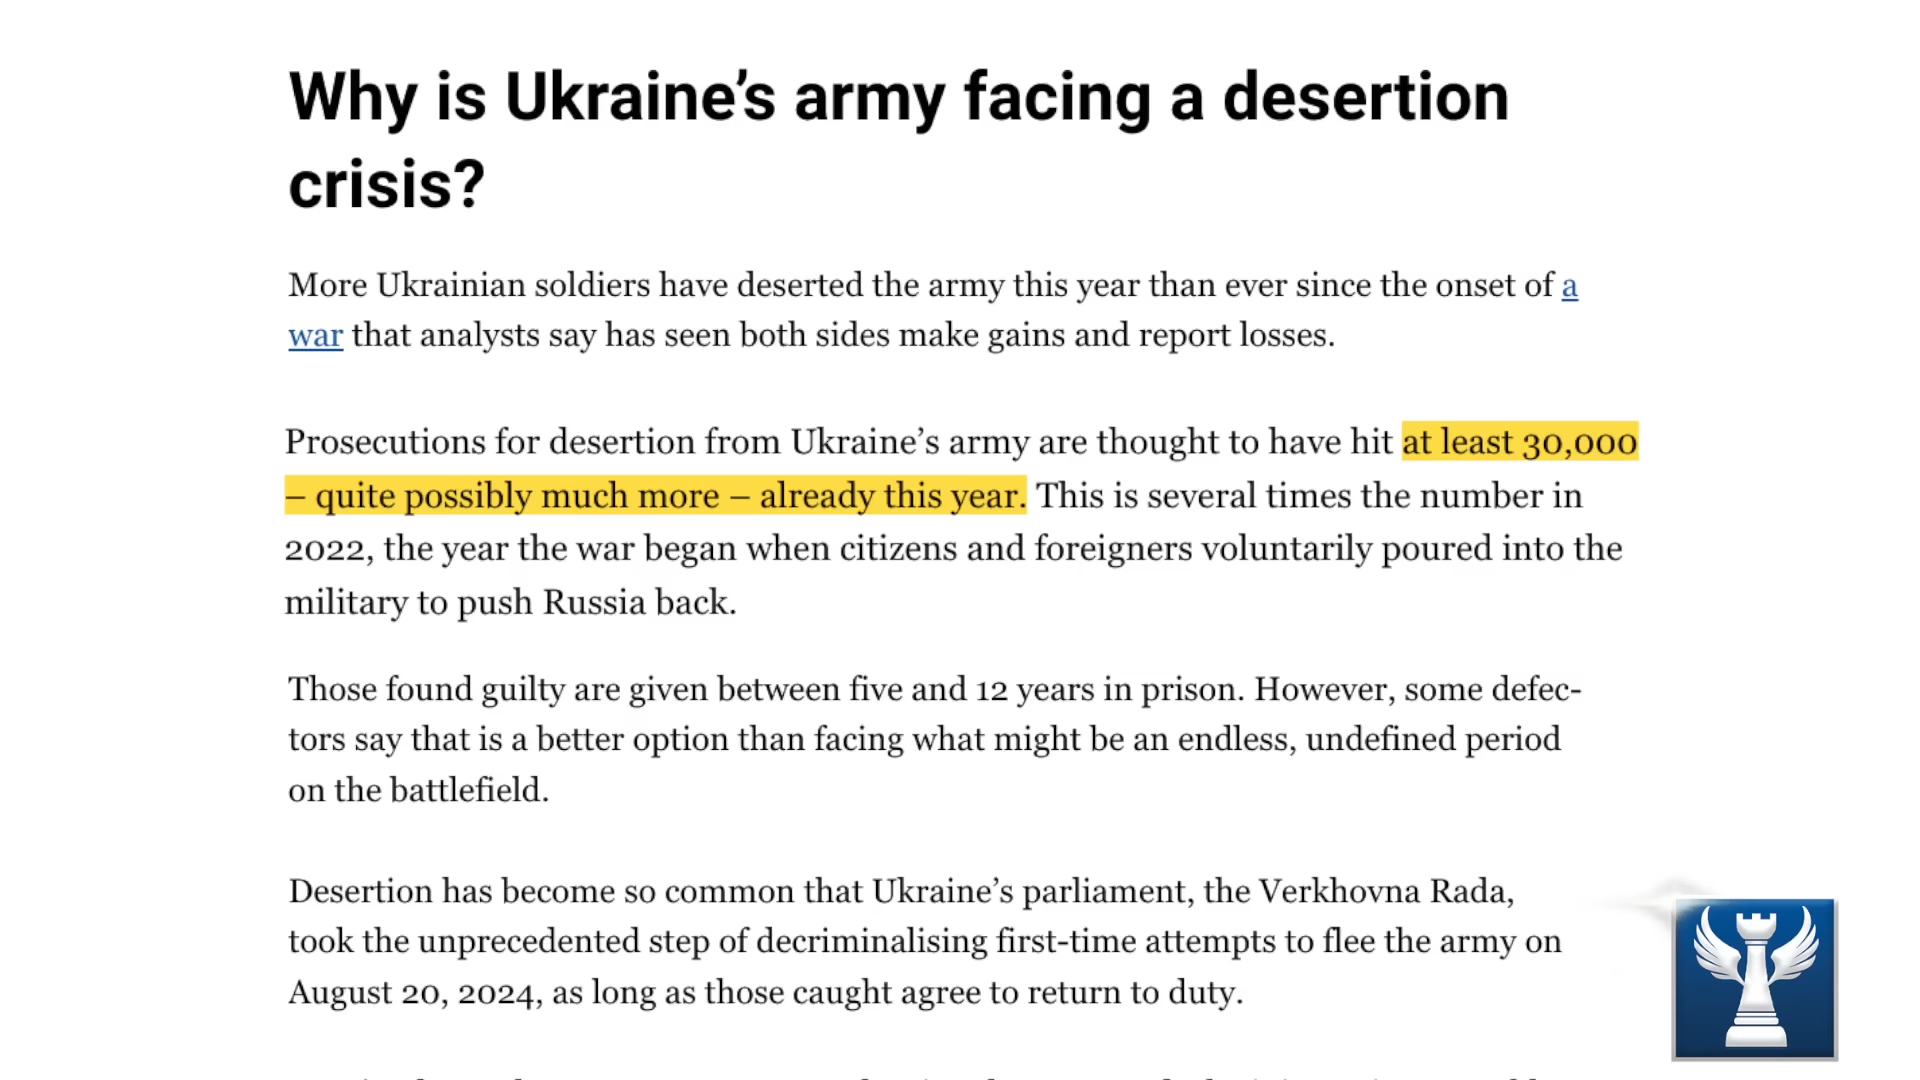 Why is Ukraine’s army facing a desertion
crisis?
More Ukrainian soldiers have deserted the army this year than ever since the onset of a
war that analysts say has seen both sides make gains and report losses.
Prosecutions for desertion from Ukraine’s army are thought to have hit at least 30,000
– quite possibly much more – already this year. This is several times the number in
2022, the year the war began when citizens and foreigners voluntarily poured into the
military to push Russia back.
Those found guilty are given between five and 12 years in prison. However, some defec-
tors say that is a better option than facing what might be an endless, undefined period
on the battlefield.
Desertion has become so common that Ukraine’s parliament, the Verkhovna Rada,
took the unprecedented step of decriminalising first-time attempts to flee the army on
August 20, 2024, as long as those caught agree to return to duty.